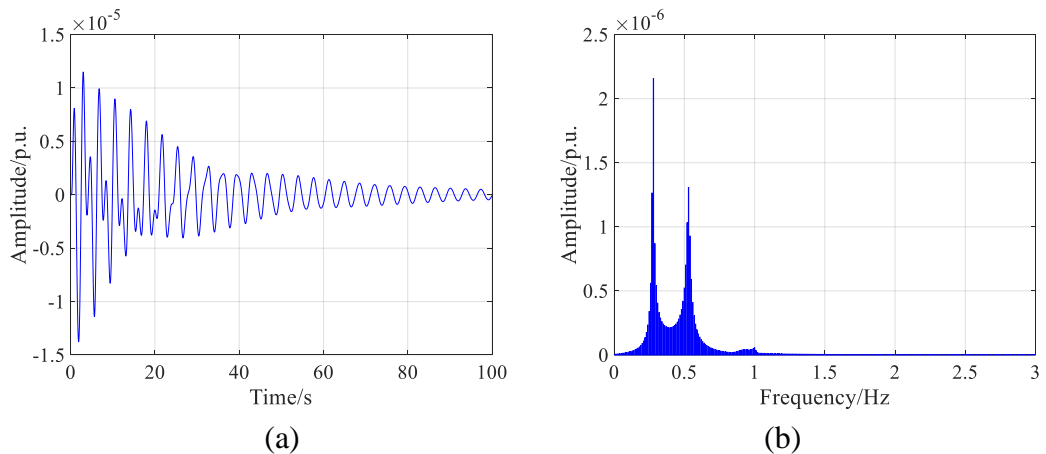 ×10⁻⁵
1.5
1
0.5
0
-0.5
-1
-1.5
Amplitude/p.u.
0 20 40 60 80 100
Time/s
(a)
×10⁻⁶
2.5
2
1.5
1
0.5
0
Amplitude/p.u.
0 0.5 1 1.5 2 2.5 3
Frequency/Hz
(b)